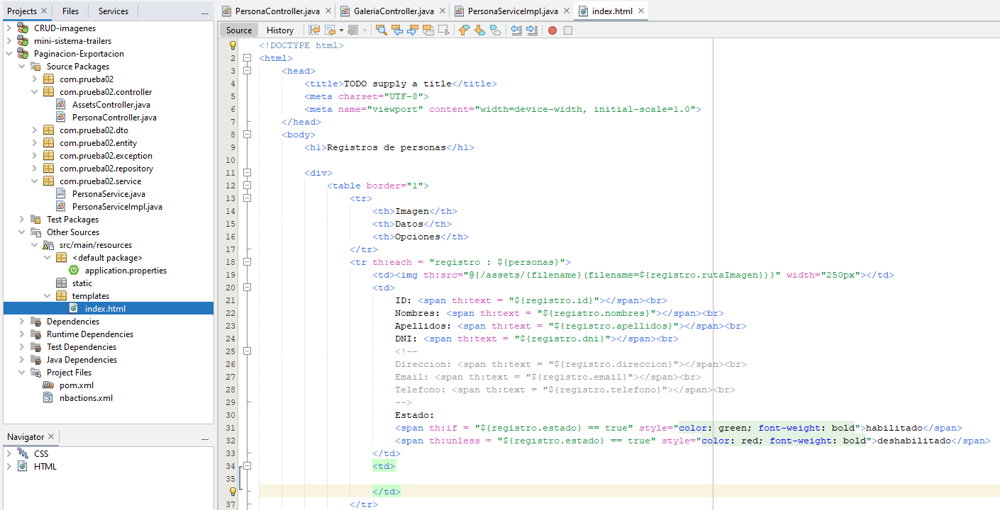 Projects
Files
Services
CRUD-imagenes
mini-sistema-trailers
Paginacion-Exportacion
Source Packages
com.prueba02
com.prueba02.controller
AssetsController.java
PersonaController.java
com.prueba02.dto
com.prueba02.entity
com.prueba02.exception
com.prueba02.repository
com.prueba02.service
PersonaService.java
PersonaServiceImpl.java
Test Packages
Other Sources
src/main/resources
<default package>
application.properties
static
templates
index.html
Dependencies
Runtime Dependencies
Test Dependencies
Java Dependencies
Project Files
pom.xml
nbactions.xml
Navigator
CSS
HTML
PersonaController.java
GaleriaController.java
PersonaServiceImpl.java
index.html
Source
History
<!DOCTYPE html>
2 <html>
3 <head>
4 <title>TODO supply a title</title>
5 <meta charset="UTF-8">
6 <meta name="viewport" content="width=device-width, initial-scale=1.0">
7 </head>
8 <body>
9 <h1>Registros de personas</h1>
10
11 <div>
12 <table border="1">
13 <tr>
14 <th>Imagen</th>
15 <th>Datos</th>
16 <th>Opciones</th>
17 </tr>
18 <tr th:each = "registro : ${personas}">
19 <td><img th:src="@{/assets/{filename}(filename=${registro.rutaImagen})}" width="250px"></td>
20 <td>
21 ID: <span th:text = "${registro.id}"></span><br>
22 Nombres: <span th:text = "${registro.nombres}"></span><br>
23 Apellidos: <span th:text = "${registro.apellidos}"></span><br>
24 DNI: <span th:text = "${registro.dni}"></span><br>
25 <!--
26 Direccion: <span th:text = "${registro.direccion}"></span><br>
27 Email: <span th:text = "${registro.email}"></span><br>
28 Telefono: <span th:text = "${registro.telefono}"></span><br>
29 -->
30 Estado:
31 <span th:if = "${registro.estado} == true" style="color: green; font-weight: bold">habilitado</span>
32 <span th:unless = "${registro.estado} == true" style="color: red; font-weight: bold">deshabilitado</span>
33 </td>
34 <td>
35
</td>
37 </tr>